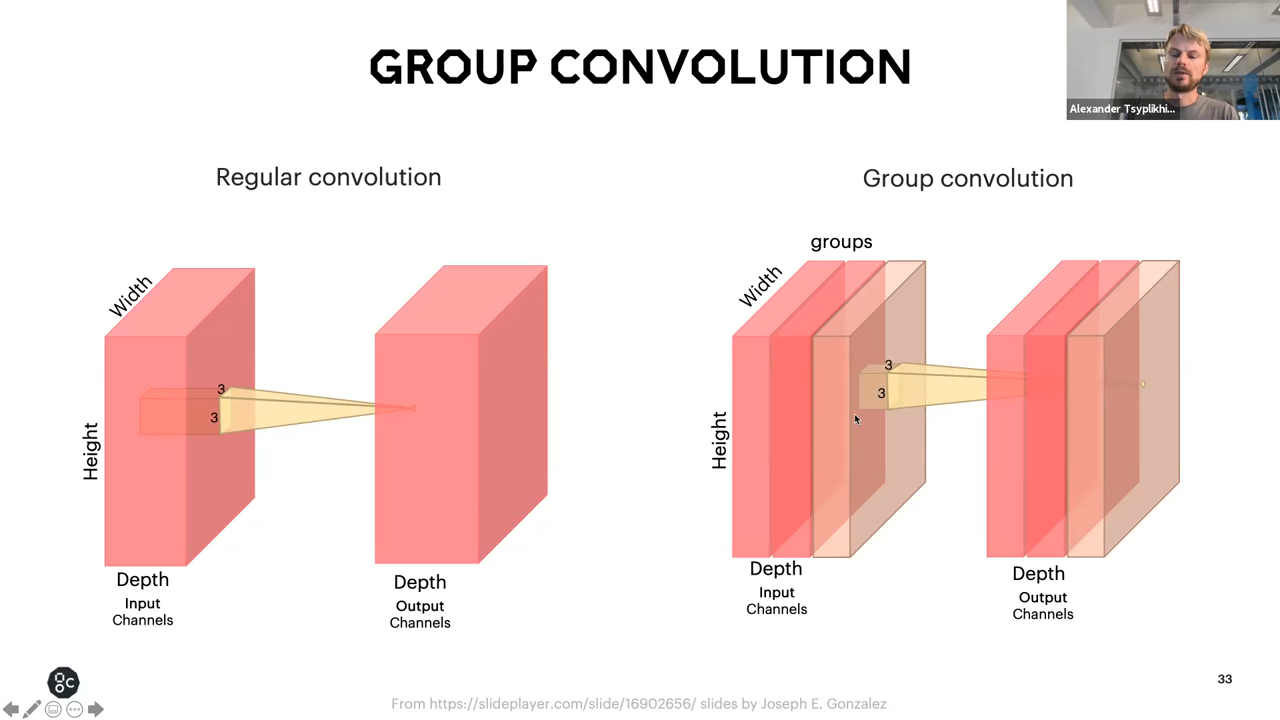 GROUP CONVOLUTION
Alexander Tsyplikhi...
Regular convolution
Group convolution
groups
Width
Width
3
3
3
3
Height
Height
Depth
Input
Channels
Depth
Output
Channels
Depth
Input
Channels
Depth
Output
Channels
33
From https://slideplayer.com/slide/16902656/ slides by Joseph E. Gonzalez